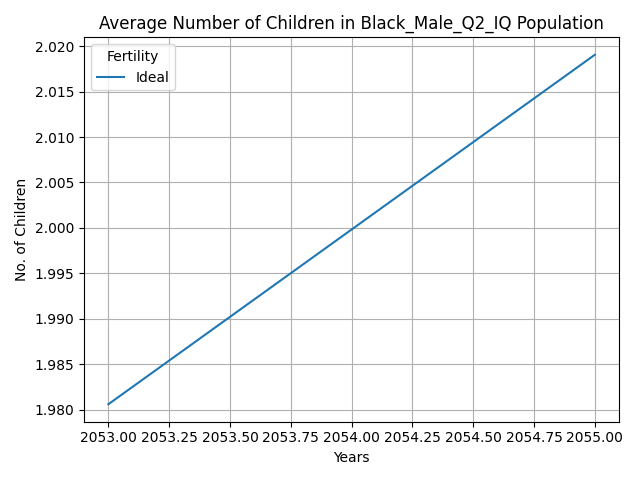 Average Number of Children in Black_Male_Q2_IQ Population
Fertility
Ideal
No. of Children
2.020
2.015
2.010
2.005
2.000
1.995
1.990
1.985
1.980
2053.00 2053.25 2053.50 2053.75 2054.00 2054.25 2054.50 2054.75 2055.00
Years